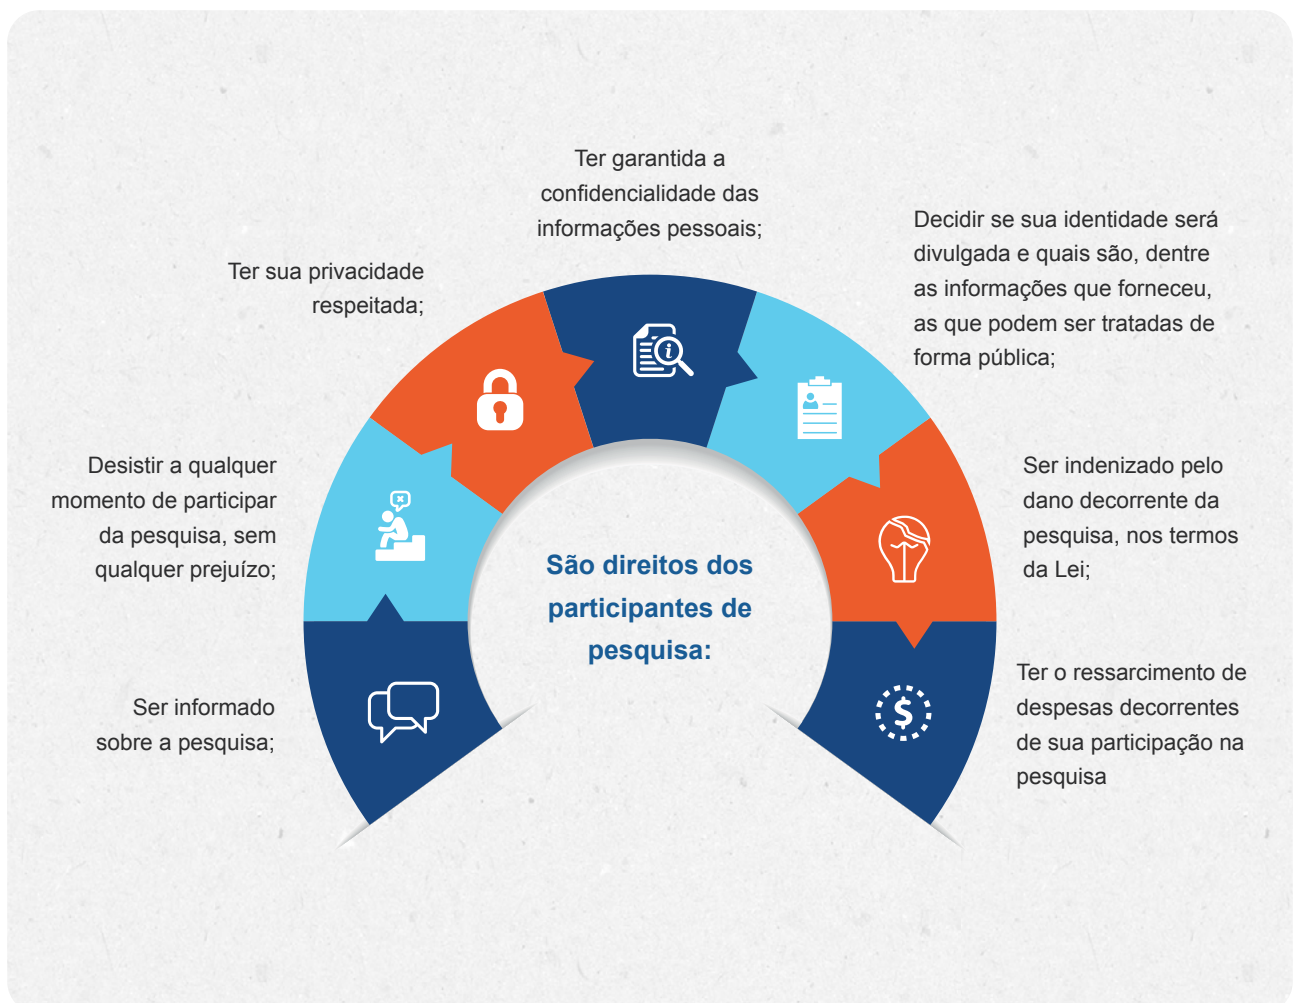 São direitos dos
participantes de
pesquisa:
Ser informado
sobre a pesquisa;
Desistir a qualquer
momento de participar
da pesquisa, sem
qualquer prejuízo;
Ter sua privacidade
respeitada;
Ter garantida a
confidencialidade das
informações pessoais;
Decidir se sua identidade será
divulgada e quais são, dentre
as informações que forneceu,
as que podem ser tratadas de
forma pública;
Ser indenizado pelo
dano decorrente da
pesquisa, nos termos
da Lei;
Ter o ressarcimento de
despesas decorrentes
de sua participação na
pesquisa